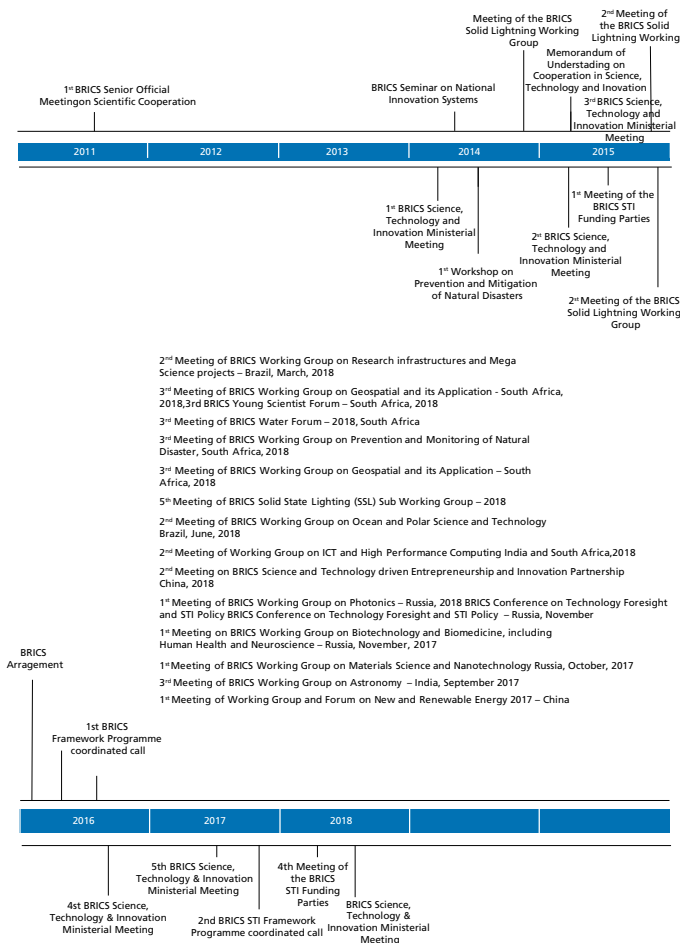 Meeting of the BRICS
Solid Lightning Working
Group
2nd Meeting of
the BRICS Solid
Lightning Working
Memorandum of
Understading on
Cooperation in Science,
Technology and Inovation
1st BRICS Senior Official
Meetingon Scientific Cooperation
BRICS Seminar on National
Innovation Systems
3rd BRICS Science,
Technology and
Innovation Ministerial
Meeting
2011
2012
2013
2014
2015
1st BRICS Science,
Technology and
Innovation Ministerial
Meeting
1st Meeting of the
BRICS STI
Funding Parties
2st BRICS Science,
Technology and
Innovation Ministerial
Meeting
1st Workshop on
Prevention and Mitigation
of Natural Disasters
2st Meeting of the BRICS
Solid Lightning Working
Group
2nd Meeting of BRICS Working Group on Research infrastructures and Mega
Science projects – Brazil, March, 2018
3rd Meeting of BRICS Working Group on Geospatial and its Application - South Africa,
2018,3rd BRICS Young Scientist Forum – South Africa, 2018
3rd Meeting of BRICS Water Forum – 2018, South Africa
3rd Meeting of BRICS Working Group on Prevention and Monitoring of Natural
Disaster, South Africa, 2018
3rd Meeting of BRICS Working Group on Geospatial and its Application – South
Africa, 2018
5th Meeting of BRICS Solid State Lighting (SSL) Sub Working Group – 2018
2nd Meeting of BRICS Working Group on Ocean and Polar Science and Technology
Brazil, June, 2018
2nd Meeting of Working Group on ICT and High Performance Computing India and South Africa,2018
2nd Meeting on BRICS Science and Technology driven Entrepreneurship and Innovation Partnership
China, 2018
1st Meeting of BRICS Working Group on Photonics – Russia, 2018 BRICS Conference on Technology Foresight
and STI Policy BRICS Conference on Technology Foresight and STI Policy – Russia, November
1st Meeting on BRICS Working Group on Biotechnology and Biomedicine, including
Human Health and Neuroscience – Russia, November, 2017
1st Meeting of BRICS Working Group on Materials Science and Nanotechnology Russia, October, 2017
3rd Meeting of BRICS Working Group on Astronomy – India, September 2017
1st Meeting of Working Group and Forum on New and Renewable Energy 2017 – China
BRICS
Arragement
1st BRICS
Framework Programme
coordinated call
2016
2017
2018
4st BRICS Science,
Technology & Innovation
Ministerial Meeting
5th BRICS Science,
Technology & Innovation
Ministerial Meeting
2nd BRICS STI Framework
Programme coordinated call
4th Meeting of
the BRICS
STI Funding
Parties
BRICS Science,
Technology &
Innovation Ministerial
Meeting